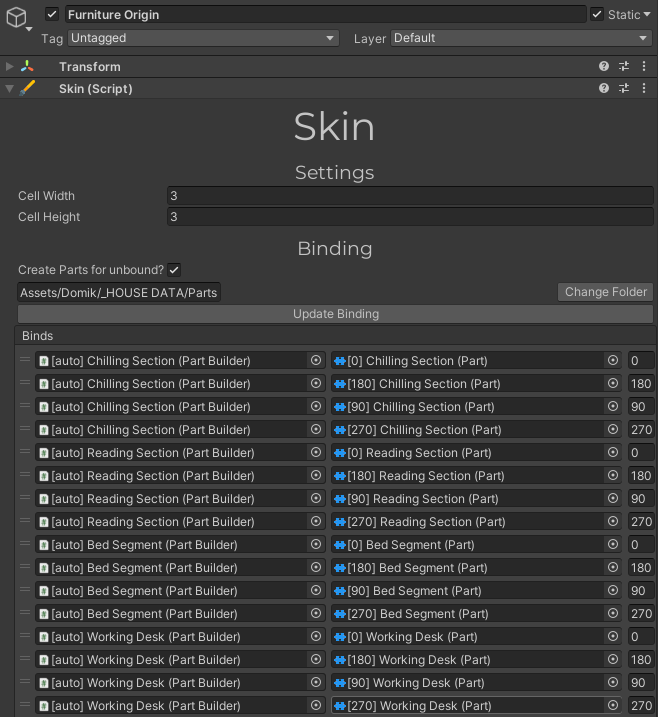 Furniture Origin Static
Tag Untagged Layer Default
Transform
Skin (Script)
Skin
Settings
Cell Width 3
Cell Height 3
Binding
Create Parts for unbound?
Assets/Domik/_HOUSE DATA/Parts Change Folder
Update Binding
Binds
[auto] Chilling Section (Part Builder) [0] Chilling Section (Part) 0
[auto] Chilling Section (Part Builder) [180] Chilling Section (Part) 180
[auto] Chilling Section (Part Builder) [90] Chilling Section (Part) 90
[auto] Chilling Section (Part Builder) [270] Chilling Section (Part) 270
[auto] Reading Section (Part Builder) [0] Reading Section (Part) 0
[auto] Reading Section (Part Builder) [180] Reading Section (Part) 180
[auto] Reading Section (Part Builder) [90] Reading Section (Part) 90
[auto] Reading Section (Part Builder) [270] Reading Section (Part) 270
[auto] Bed Segment (Part Builder) [0] Bed Segment (Part) 0
[auto] Bed Segment (Part Builder) [180] Bed Segment (Part) 180
[auto] Bed Segment (Part Builder) [90] Bed Segment (Part) 90
[auto] Bed Segment (Part Builder) [270] Bed Segment (Part) 270
[auto] Working Desk (Part Builder) [0] Working Desk (Part) 0
[auto] Working Desk (Part Builder) [180] Working Desk (Part) 180
[auto] Working Desk (Part Builder) [90] Working Desk (Part) 90
[auto] Working Desk (Part Builder) [270] Working Desk (Part) 270